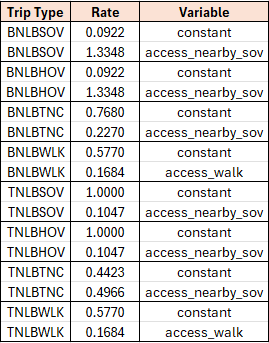 Trip Type Rate Variable
BNLBSOV 0.0922 constant
BNLBSOV 1.3348 access_nearby_sov
BNLBHOV 0.0922 constant
BNLBHOV 1.3348 access_nearby_sov
BNLBTNC 0.7680 constant
BNLBTNC 0.2270 access_nearby_sov
BNLBWLK 0.5770 constant
BNLBWLK 0.1684 access_walk
TNLBSOV 1.0000 constant
TNLBSOV 0.1047 access_nearby_sov
TNLBHOV 1.0000 constant
TNLBHOV 0.1047 access_nearby_sov
TNLBTNC 0.4423 constant
TNLBTNC 0.4966 access_nearby_sov
TNLBWLK 0.5770 constant
TNLBWLK 0.1684 access_walk